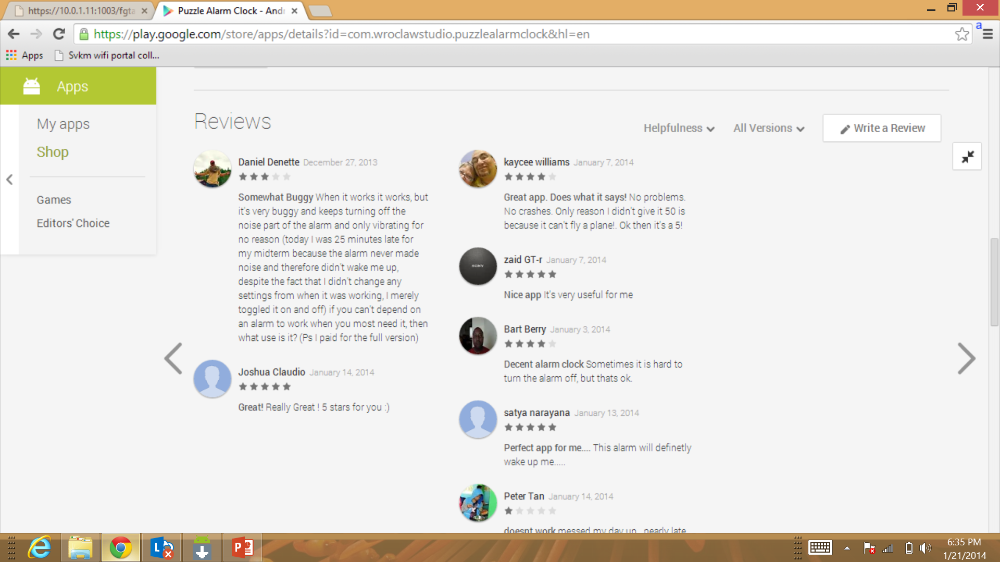 https://10.0.1.11:1003/fgta
Puzzle Alarm Clock - Andr
https://play.google.com/store/apps/details?id=com.wroclawstudio.puzzlealarmclock&hl=en
a
Apps
Svkm wifi portal coll...
Apps
My apps
Shop
Games
Editors' Choice
Reviews
Helpfulness
All Versions
Write a Review
Daniel Denette December 27, 2013
Somewhat Buggy When it works it works, but
it's very buggy and keeps turning off the
noise part of the alarm and only vibrating for
no reason (today I was 25 minutes late for
my midterm because the alarm never made
noise and therefore didn't wake me up,
despite the fact that I didn't change any
settings from when it was working, I merely
toggled it on and off) if you can't depend on
an alarm to work when you most need it, then
what use is it? (Ps I paid for the full version)
Joshua Claudio January 14, 2014
Great! Really Great ! 5 stars for you :)
kaycee williams January 7, 2014
Great app. Does what it says! No problems.
No crashes. Only reason I didn't give it 50 is
because it can't fly a plane!. Ok then it's a 5!
zaid GT-r January 7, 2014
Nice app It's very useful for me
Bart Berry January 3, 2014
Decent alarm clock Sometimes it is hard to
turn the alarm off, but thats ok.
satya narayana January 13, 2014
Perfect app for me.... This alarm will definetly
wake up me.....
Peter Tan January 14, 2014
doesnt work messed my day up.. nearly late
6:35 PM
1/21/2014